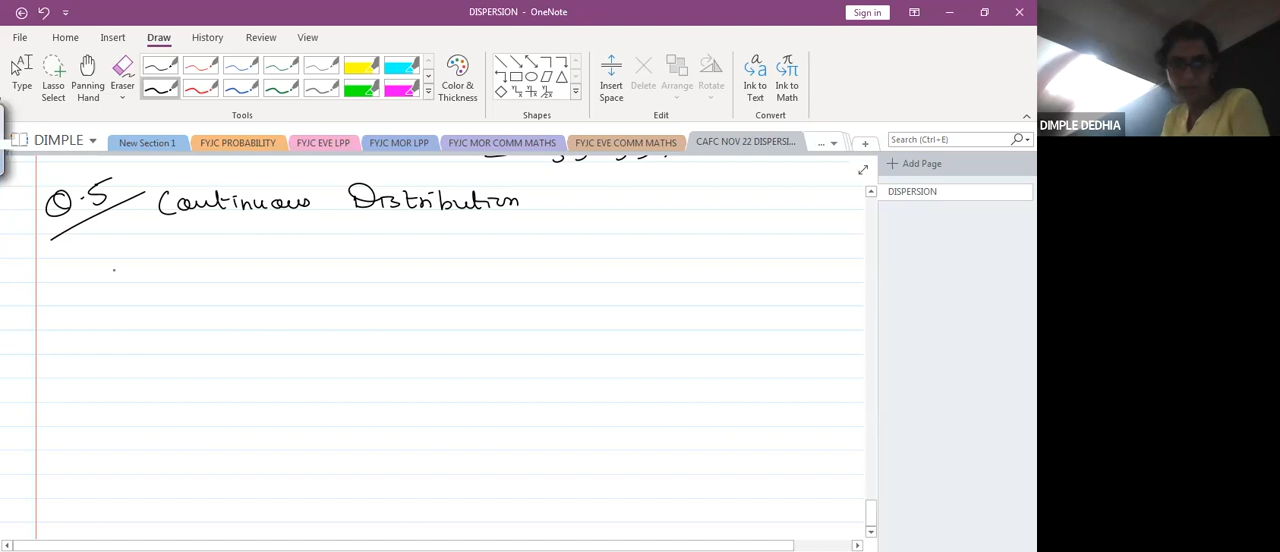 DISPERSION - OneNote
Sign in
File Home Insert Draw History Review View
Type
Lasso Select
Panning Hand
Eraser
Color & Thickness
Insert Space
Delete
Arrange
Rotate
Ink to Text
Ink to Math
Tools
Shapes
Edit
Convert
DIMPLE
New Section 1
FYJC PROBABILITY
FYJC EVE LPP
FYJC MOR LPP
FYJC MOR COMM MATHS
FYJC EVE COMM MATHS
CAFC NOV 22 DISPERSI...
Search (Ctrl+E)
Add Page
DISPERSION
Q.5 Continuous Distribution
DIMPLE DEDHIA